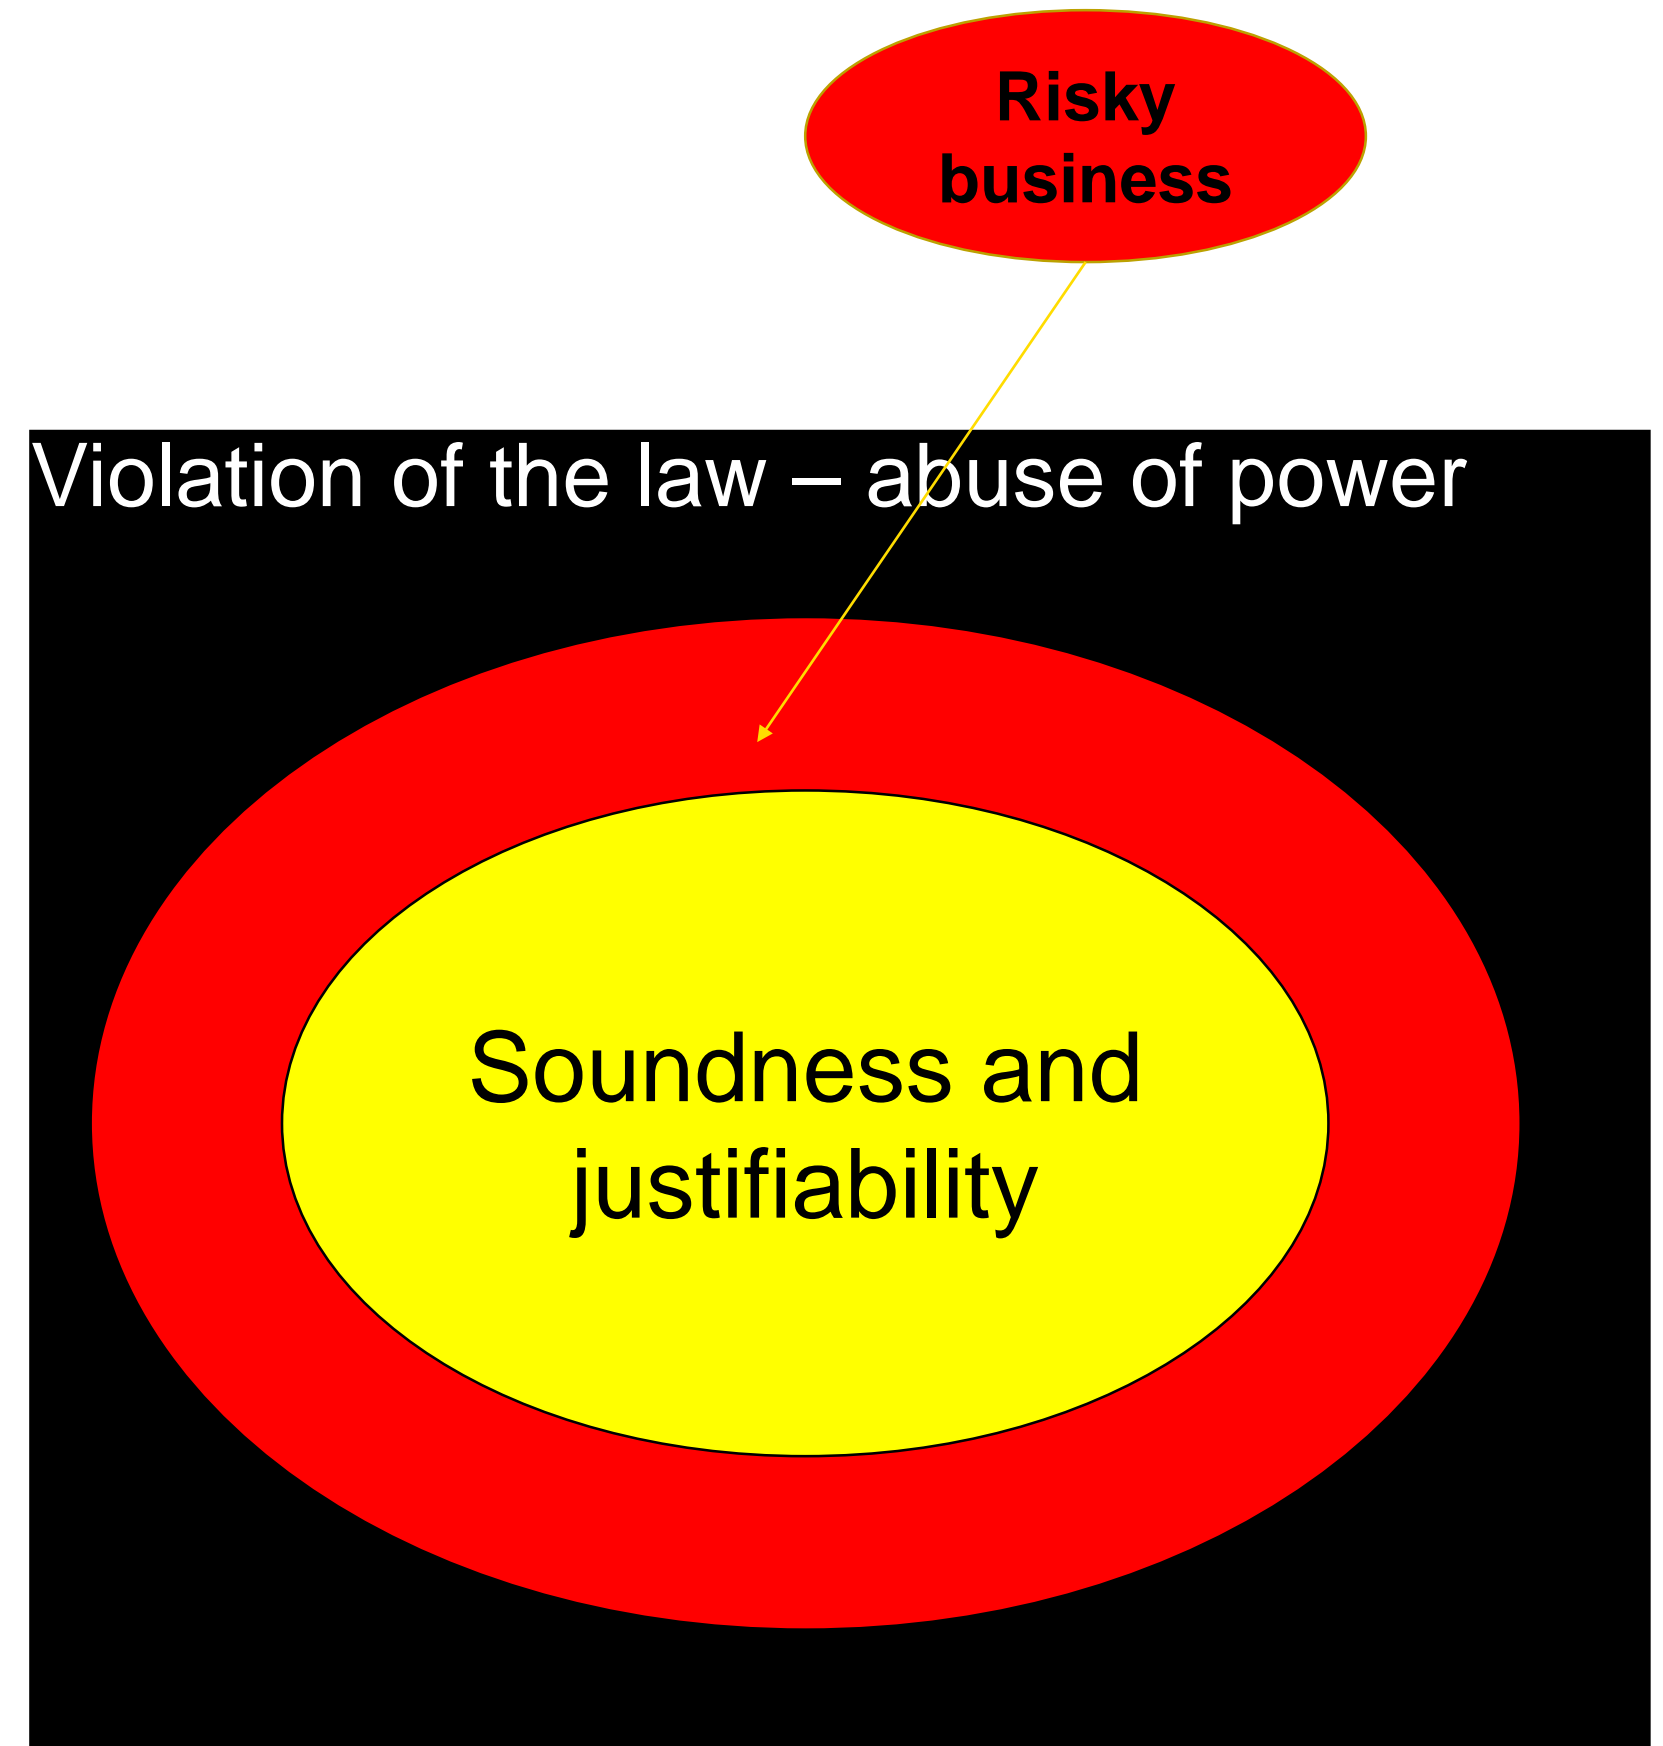 Risky
business
Violation of the law – abuse of power
Soundness and
justifiability